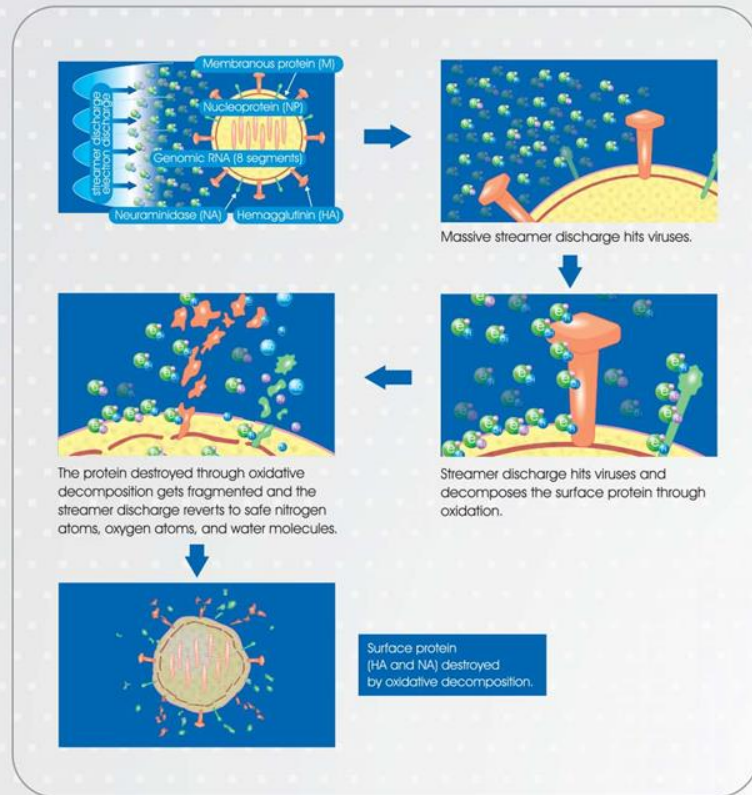 Membranous protein (M)
Nucleoprotein (NP)
streamer discharge
electron discharge
Genomic RNA (8 segments)
Neuraminidase (NA)
Hemagglutinin (HA)
Massive streamer discharge hits viruses.
Streamer discharge hits viruses and
decomposes the surface protein through
oxidation.
The protein destroyed through oxidative
decomposition gets fragmented and the
streamer discharge reverts to safe nitrogen
atoms, oxygen atoms, and water molecules.
Surface protein
(HA and NA) destroyed
by oxidative decomposition.